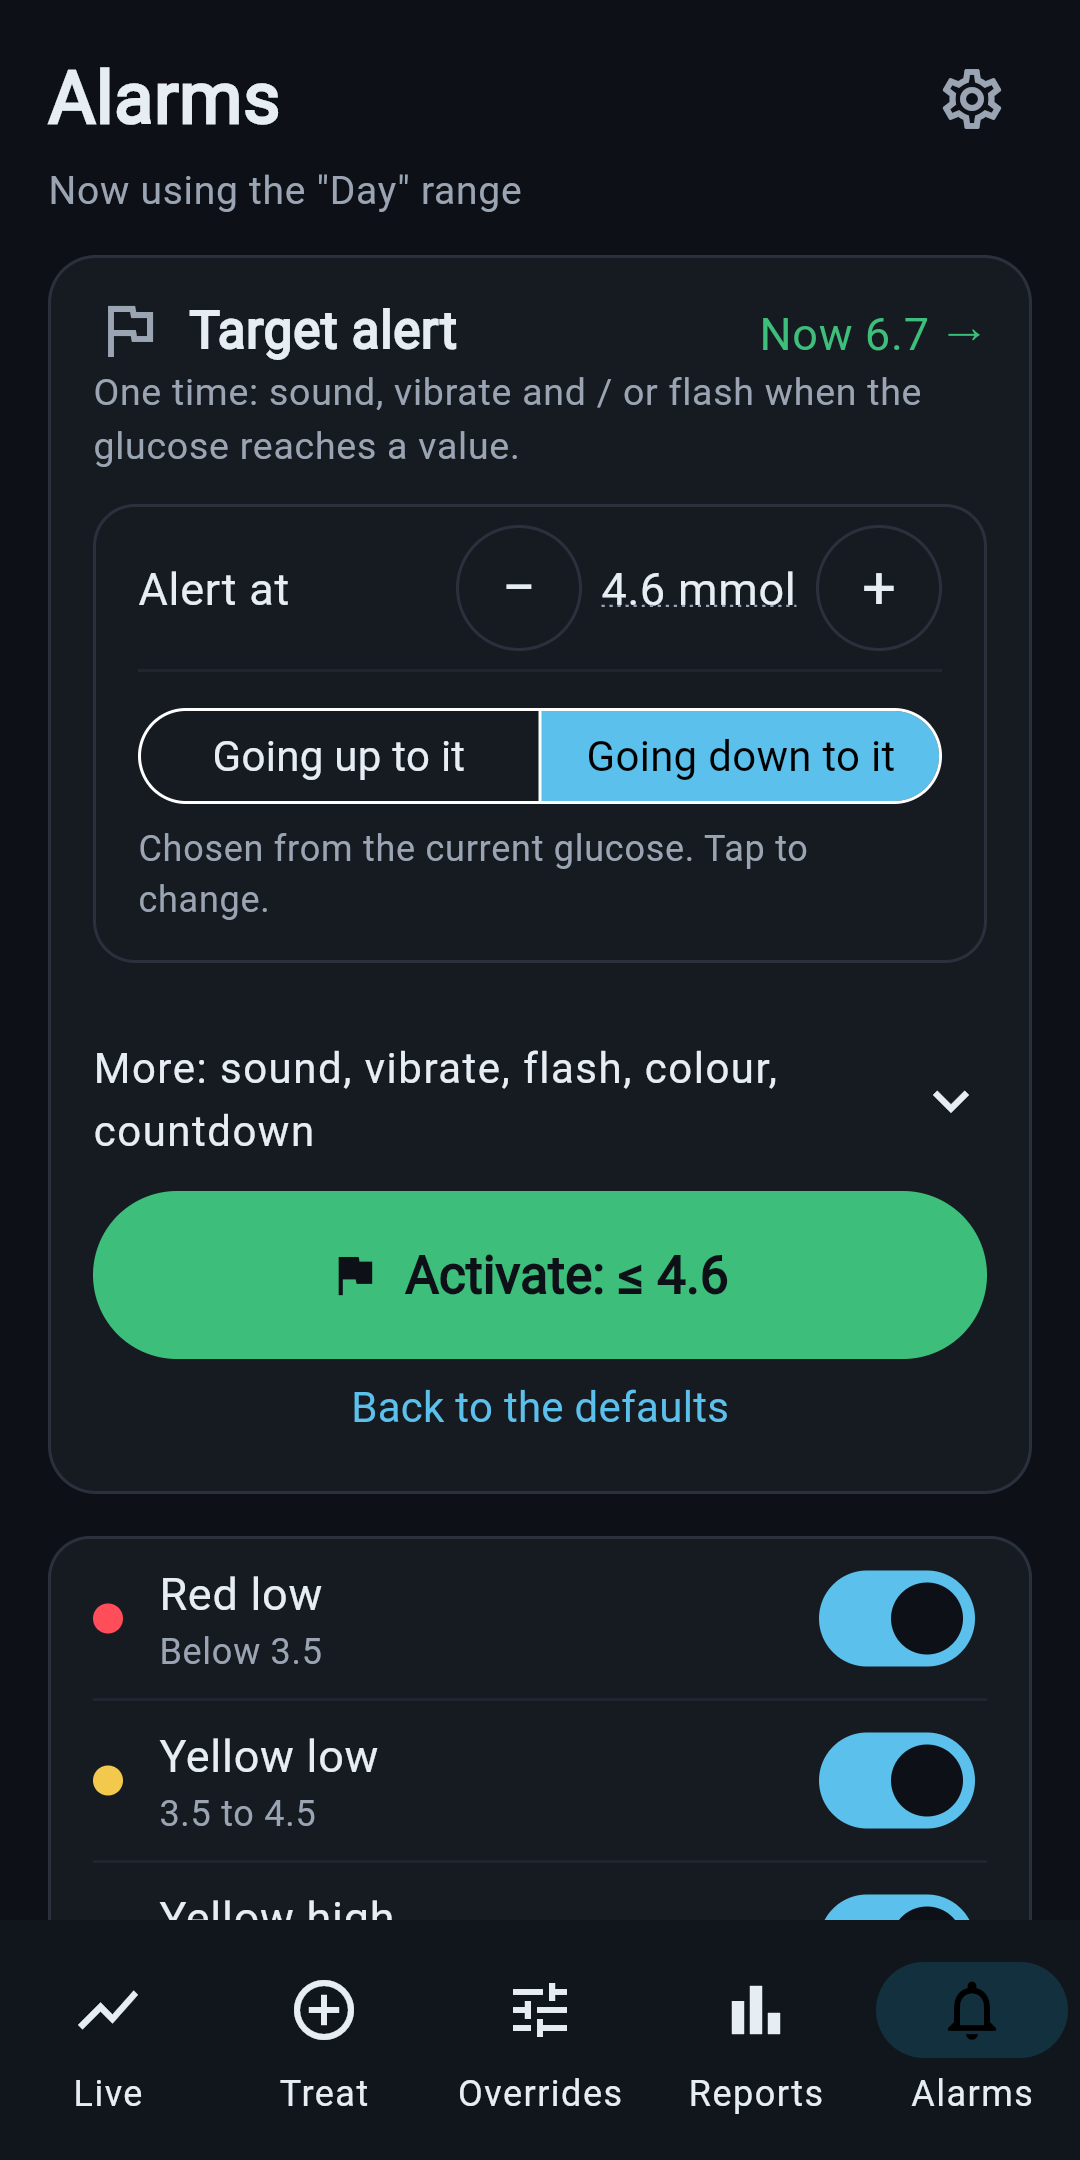 Alarms
Now using the "Day" range
Target alert
Now 6.7 →
One time: sound, vibrate and / or flash when the
glucose reaches a value.
Alert at
−
4.6 mmol
+
Going up to it
Going down to it
Chosen from the current glucose. Tap to
change.
More: sound, vibrate, flash, colour,
countdown
Activate: ≤ 4.6
Back to the defaults
Red low
Below 3.5
Yellow low
3.5 to 4.5
Yellow high
Live
Treat
Overrides
Reports
Alarms